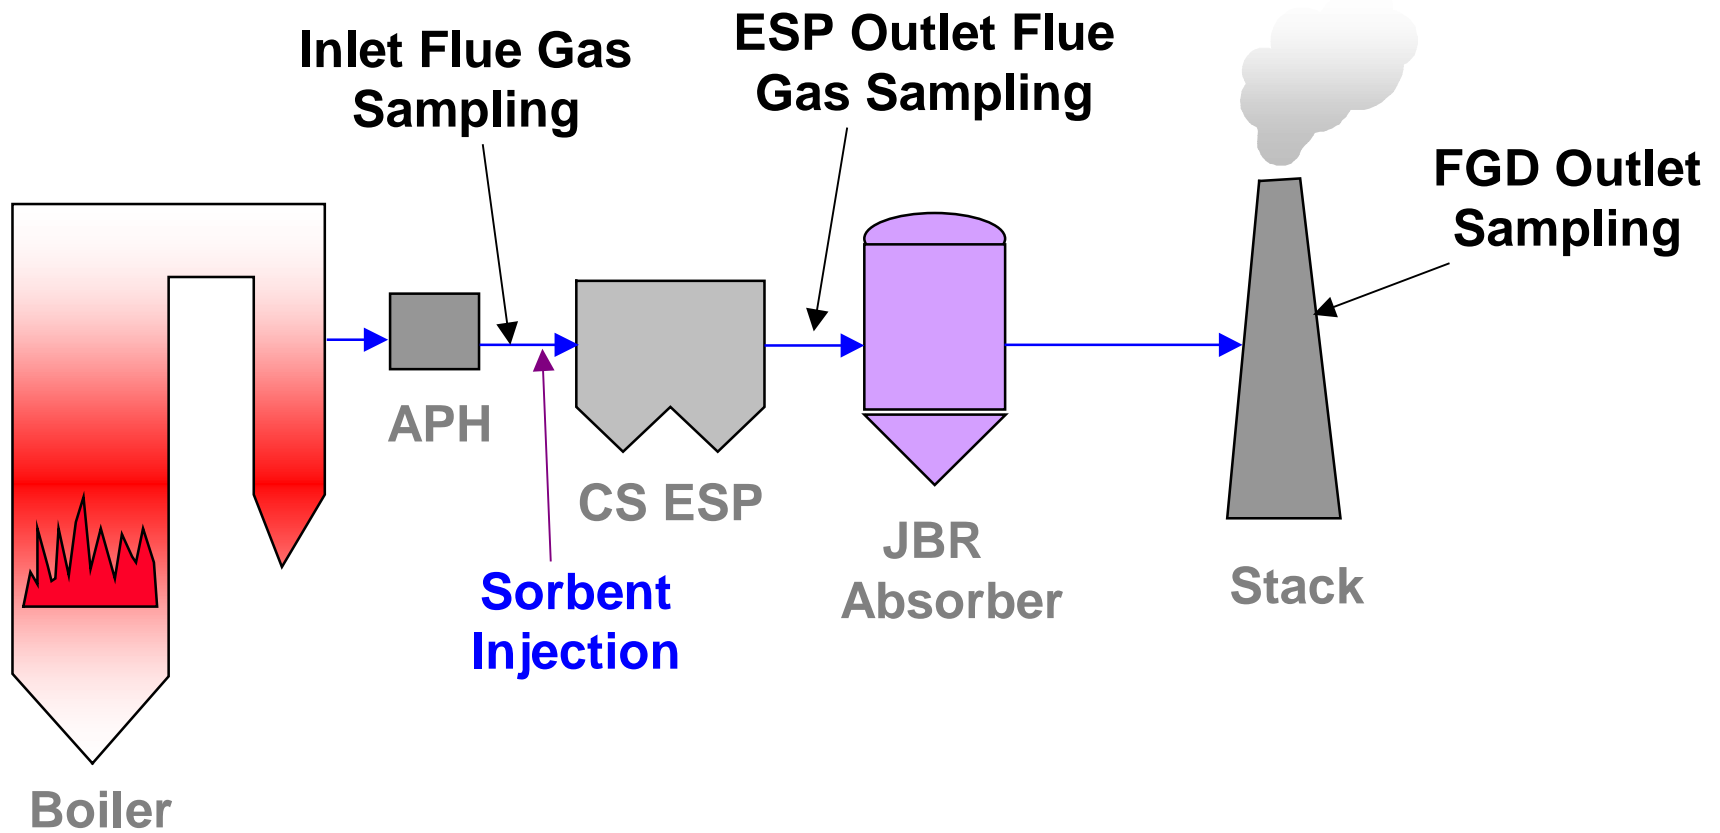 Inlet Flue Gas
Sampling
ESP Outlet Flue
Gas Sampling
FGD Outlet
Sampling
APH
CS ESP
JBR
Absorber
Stack
Sorbent
Injection
Boiler